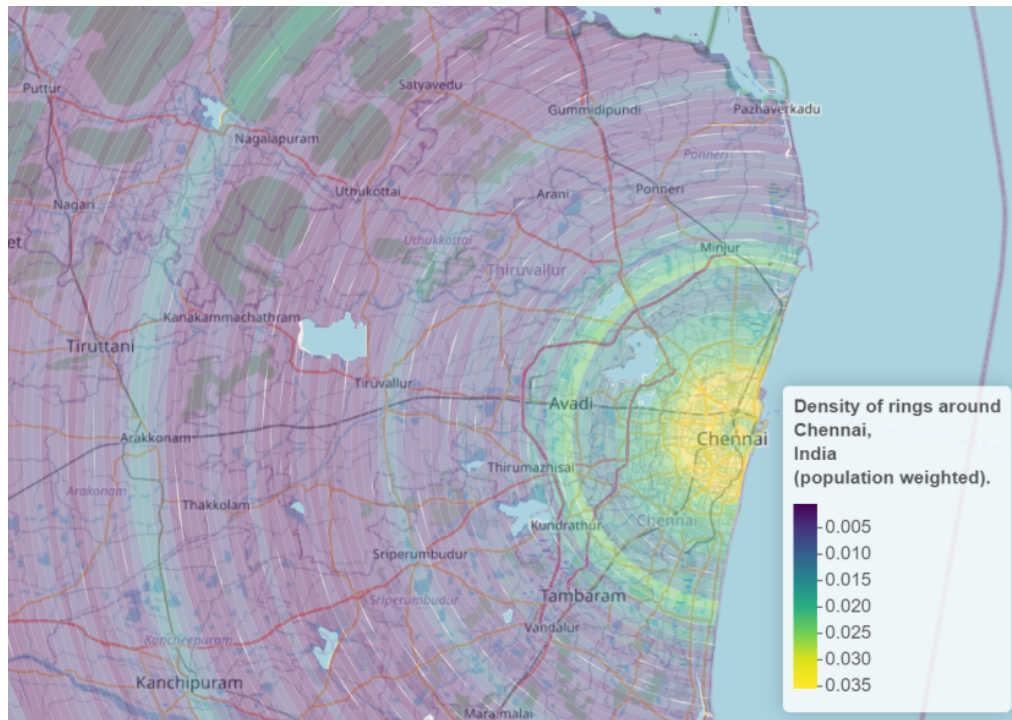 Puttur
Satyavedu
Gummidipundi
Pazhaverkadu
Nagalapuram
Ponneri
Uthukottai
Arani
Ponneri
Nagari
et
Uthukkottai
Minjur
Thiruvallur
Kanakammachathram
Tiruttani
Tiruvallur
Avadi
Chennai
Arakkonam
Thirumazhisai
Arakonam
Thakkolam
Kundrathur
Chennai
Sriperumbudur
Sriperumbudur
Tambaram
Vandalur
Kancheepuram
Kanchipuram
Maraimalai
Density of rings around
Chennai,
India
(population weighted).
0.005
0.010
0.015
0.020
0.025
0.030
0.035